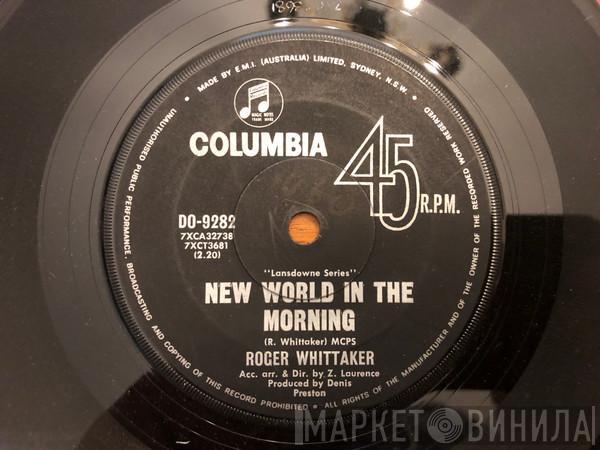 3681
MADE BY E.M.I. (AUSTRALIA) LIMITED, SYDNEY, N.S.W. •
UNAUTHORISED PUBLIC PERFORMANCE, BROADCASTING AND COPYING OF THIS RECORD PROHIBITED • ALL RIGHTS OF THE MANUFACTURER AND OF THE OWNER OF THE RECORDED WORK RESERVED
MAGIC NOTES
TRADE MARK
COLUMBIA
45
R.P.M.
DO-9282
7XCA32738
7XCT3681
(2.20)
"Lansdowne Series"
NEW WORLD IN THE
MORNING
(R. Whittaker) MCPS
ROGER WHITTAKER
Acc. arr. & Dir. by Z. Laurence
Produced by Denis
Preston
МАРКЕТ ВИНИЛА